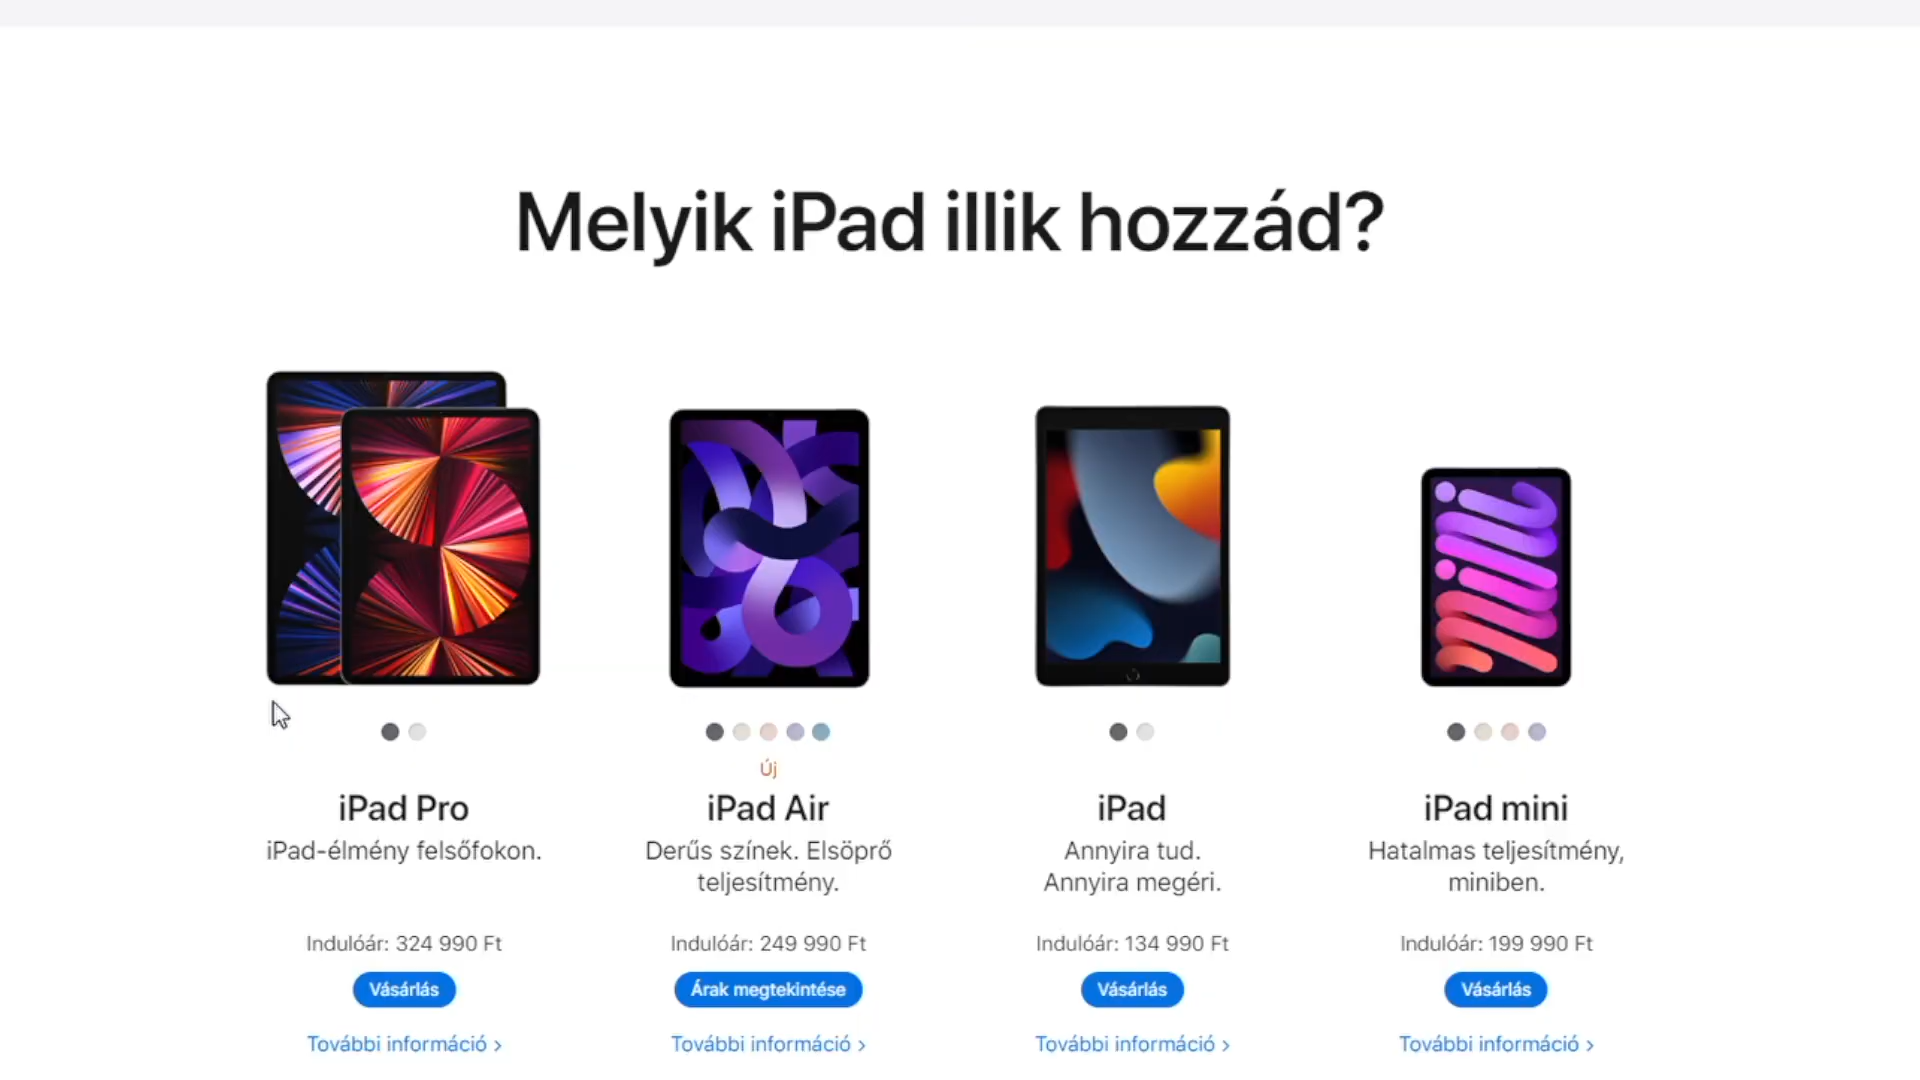 Melyik iPad illik hozzád?
Új
iPad Pro
iPad-élmény felsőfokon.
Indulóár: 324 990 Ft
Vásárlás
További információ >
iPad Air
Derűs színek. Elsöprő
teljesítmény.
Indulóár: 249 990 Ft
Árak megtekintése
További információ >
iPad
Annyira tud.
Annyira megéri.
Indulóár: 134 990 Ft
Vásárlás
További információ >
iPad mini
Hatalmas teljesítmény,
miniben.
Indulóár: 199 990 Ft
Vásárlás
További információ >